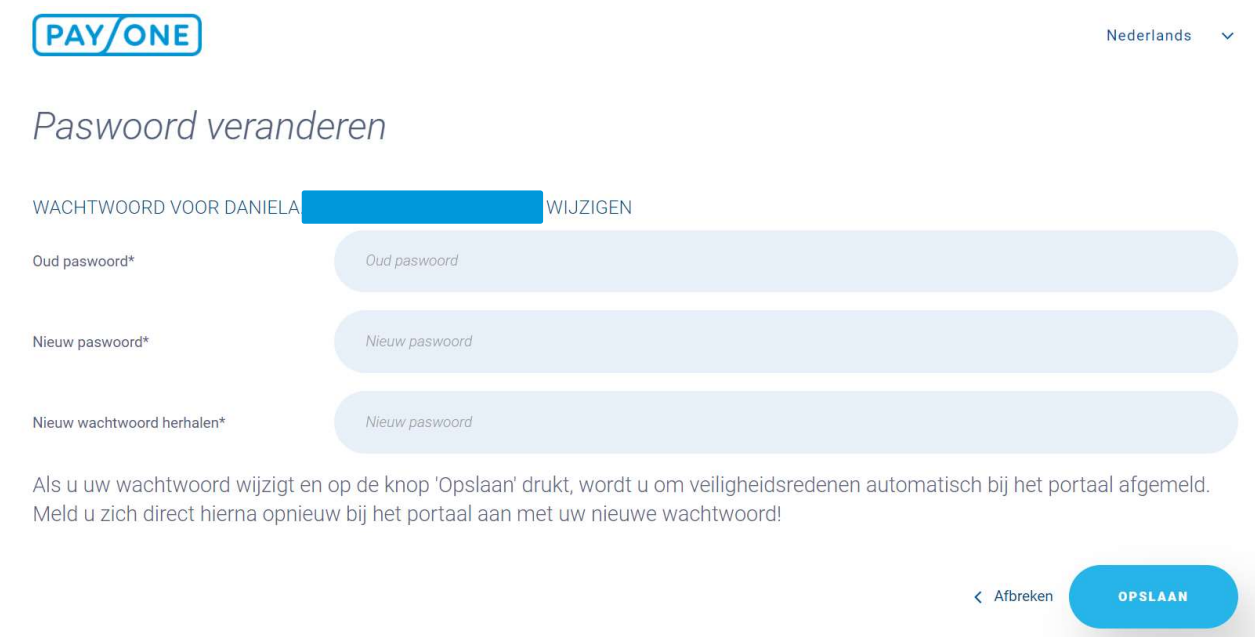 PAY/ONE
Nederlands
Paswoord veranderen
WACHTWOORD VOOR DANIELA. WIJZIGEN
Oud paswoord* Oud paswoord
Nieuw paswoord* Nieuw paswoord
Nieuw wachtwoord herhalen* Nieuw paswoord
Als u uw wachtwoord wijzigt en op de knop 'Opslaan' drukt, wordt u om veiligheidsredenen automatisch bij het portaal afgemeld.
Meld u zich direct hierna opnieuw bij het portaal aan met uw nieuwe wachtwoord!
Afbreken OPSLAAN